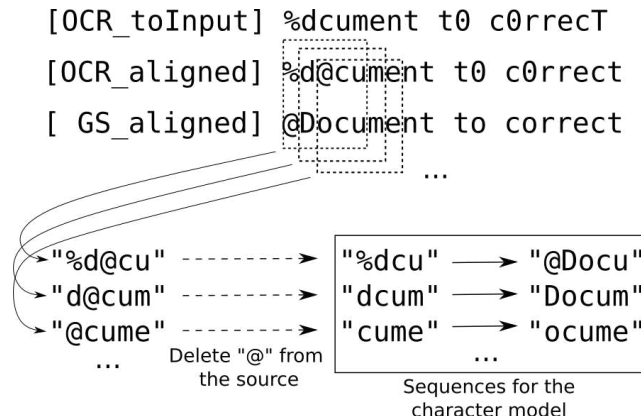 [OCR_toInput] %dcument t0 c0rrecT
[OCR_aligned] %d@cument t0 c0rrect
[ GS_aligned] @Document to correct
...
"%d@cu" "%dcu" "@Docu"
"d@cum" "dcum" "Docum"
"@cume" "cume" "ocume"
... Delete "@" from the source ...
Sequences for the
character model